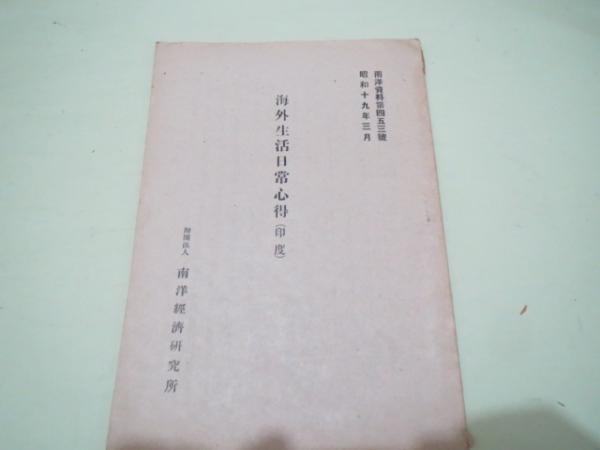 南洋資料第四五三號
昭和十九年三月
海外生活日常心得(印度)
財團法人 南洋經濟研究所